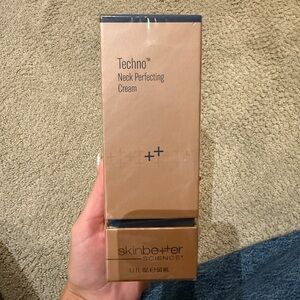 Techno™
Neck Perfecting
Cream
++
skinbetter
SCIENCE®
1.7 FL OZ ℮ / 50 ML